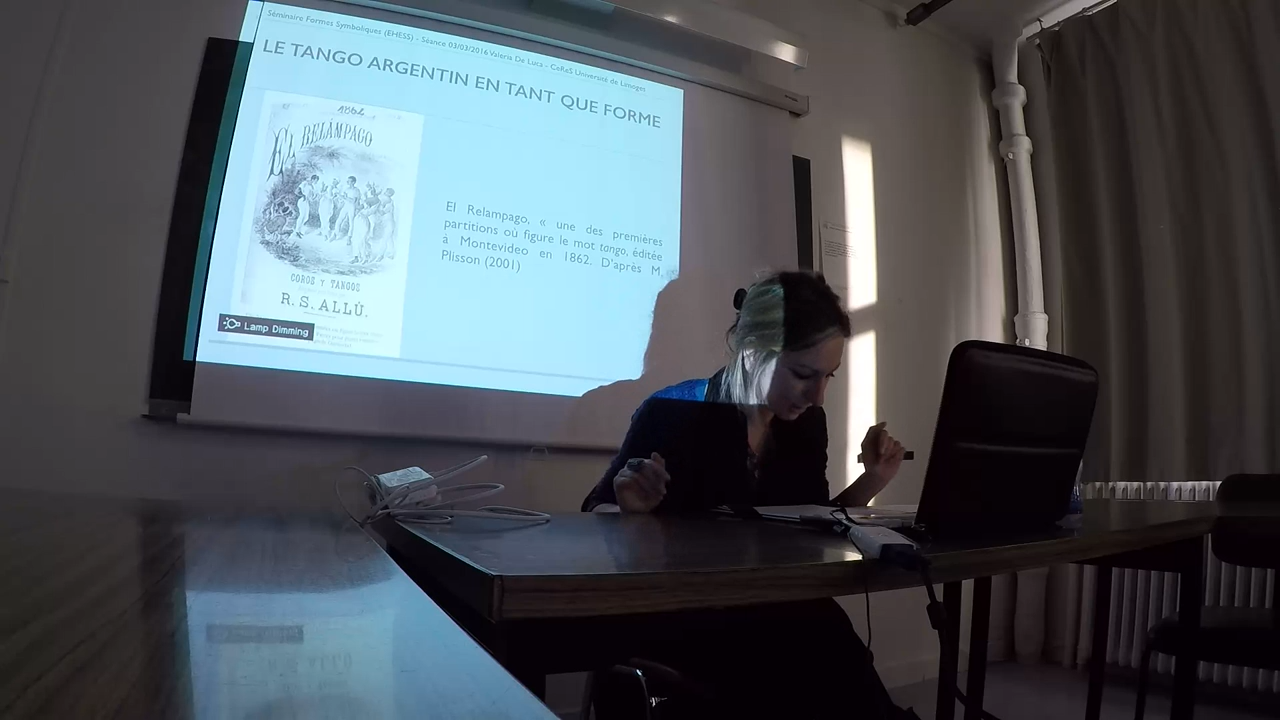 Séminaire Formes Symboliques (EHESS) - Séance 03/03/2016 Valeria De Luca - CeReS Université de Limoges
LE TANGO ARGENTIN EN TANT QUE FORME
1862
EL RELÁMPAGO
COROS Y TANGOS
R. S. ALLÚ.
Lamp Dimming
El Relampago, « une des premières
partitions où figure le mot tango, éditée
à Montevideo en 1862. D'après M.
Plisson (2001)